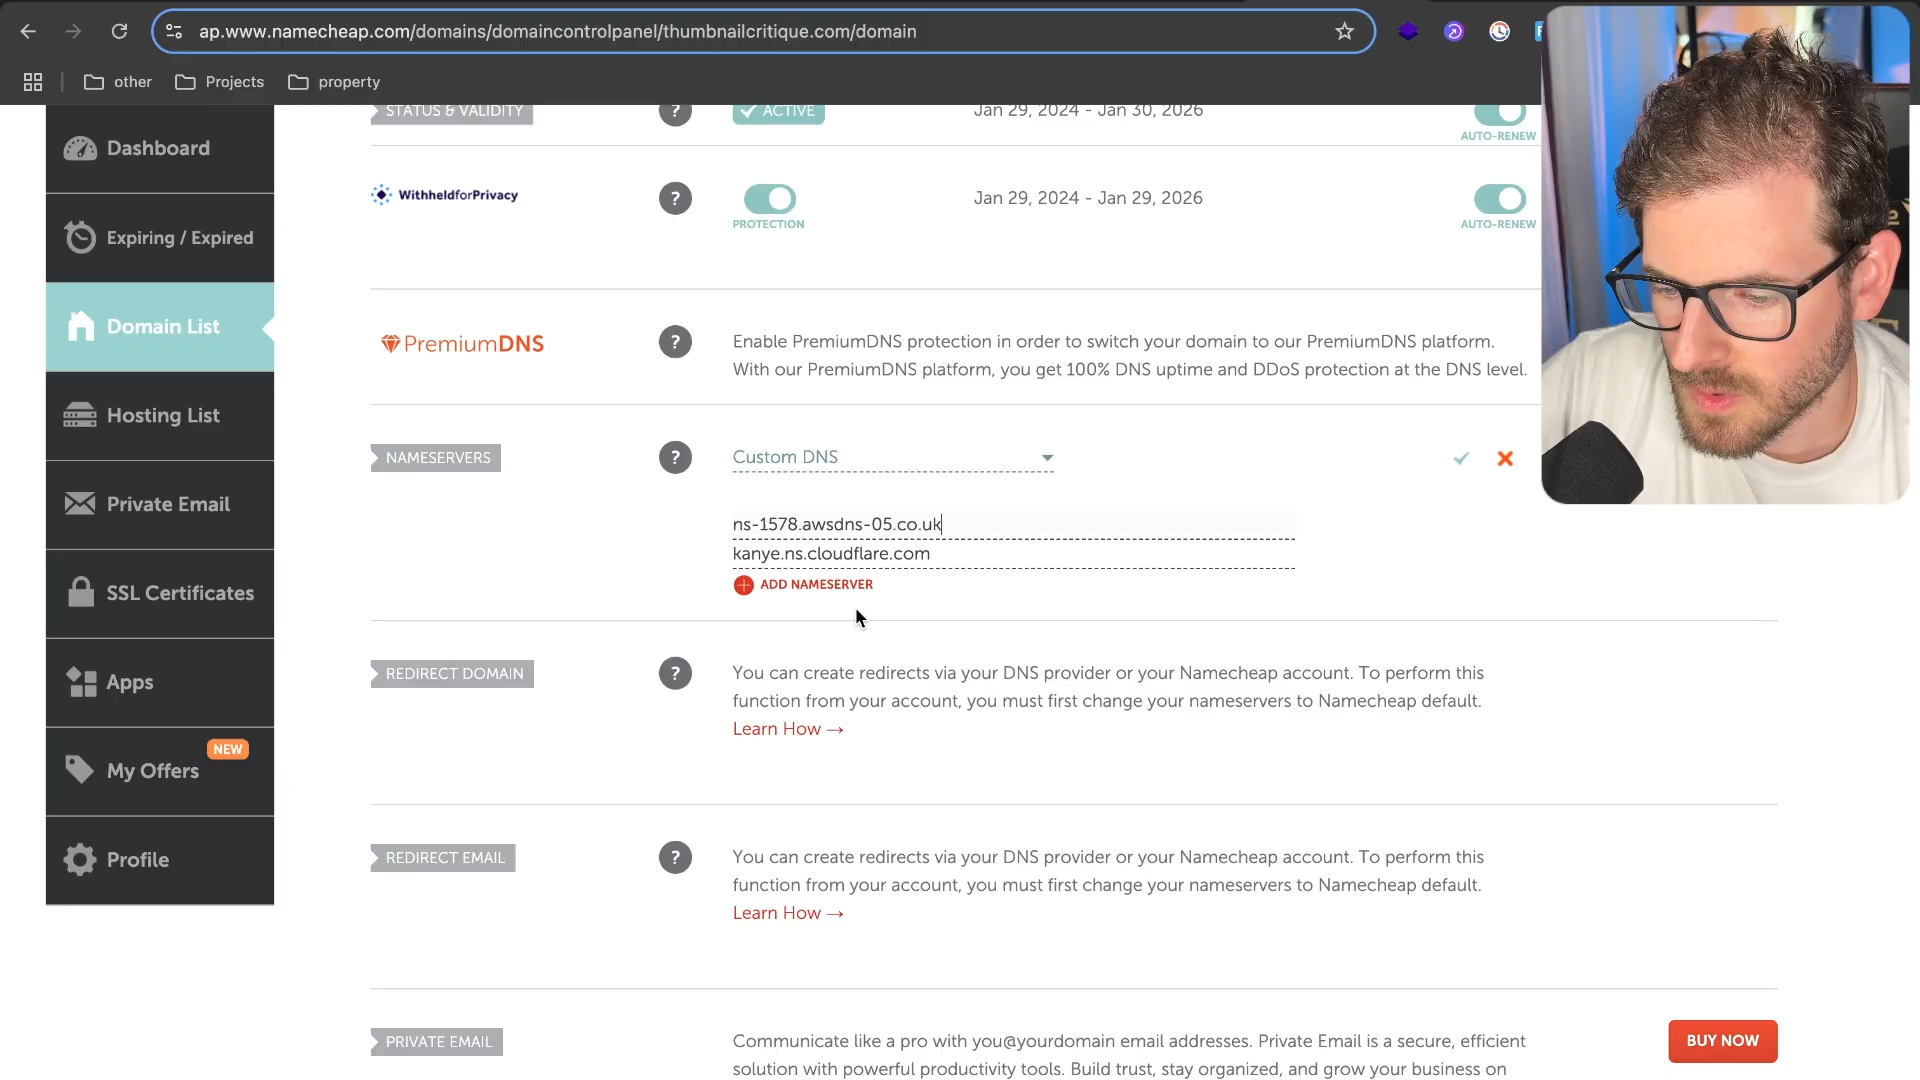 ap.www.namecheap.com/domains/domaincontrolpanel/thumbnailcritique.com/domain
other
Projects
property
Dashboard
Expiring / Expired
Domain List
Hosting List
Private Email
SSL Certificates
Apps
NEW
My Offers
Profile
STATUS & VALIDITY
?
ACTIVE
Jan 29, 2024 - Jan 30, 2026
AUTO-RENEW
WithheldforPrivacy
?
PROTECTION
Jan 29, 2024 - Jan 29, 2026
AUTO-RENEW
PremiumDNS
?
Enable PremiumDNS protection in order to switch your domain to our PremiumDNS platform.
With our PremiumDNS platform, you get 100% DNS uptime and DDoS protection at the DNS level.
NAMESERVERS
?
Custom DNS
ns-1578.awsdns-05.co.uk
kanye.ns.cloudflare.com
ADD NAMESERVER
REDIRECT DOMAIN
?
You can create redirects via your DNS provider or your Namecheap account. To perform this
function from your account, you must first change your nameservers to Namecheap default.
Learn How →
REDIRECT EMAIL
?
You can create redirects via your DNS provider or your Namecheap account. To perform this
function from your account, you must first change your nameservers to Namecheap default.
Learn How →
PRIVATE EMAIL
Communicate like a pro with you@yourdomain email addresses. Private Email is a secure, efficient
solution with powerful productivity tools. Build trust, stay organized, and grow your business on
BUY NOW